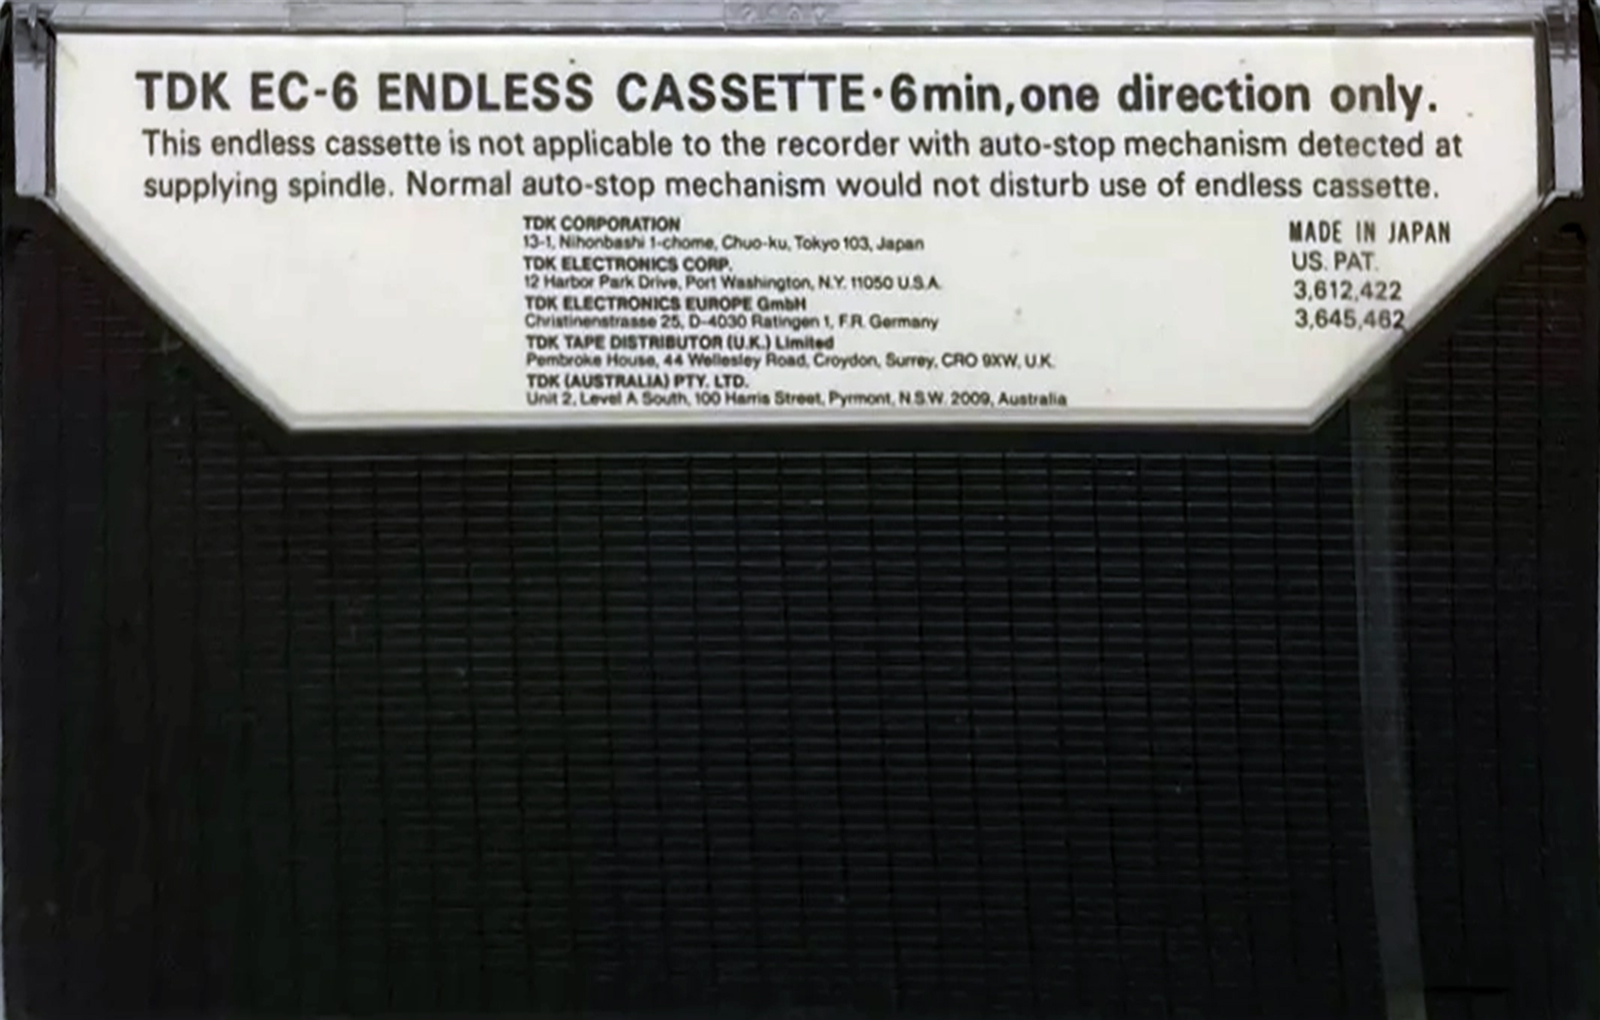 TDK EC-6 ENDLESS CASSETTE·6min,one direction only.
This endless cassette is not applicable to the recorder with auto-stop mechanism detected at
supplying spindle. Normal auto-stop mechanism would not disturb use of endless cassette.
TDK CORPORATION
13-1, Nihonbashi 1-chome, Chuo-ku, Tokyo 103, Japan
TDK ELECTRONICS CORP.
12 Harbor Park Drive, Port Washington, N.Y. 11050 U.S.A.
TDK ELECTRONICS EUROPE GmbH
Christinenstrasse 25, D-4030 Ratingen 1, F.R. Germany
TDK TAPE DISTRIBUTOR (U.K.) Limited
Pembroke House, 44 Wellesley Road, Croydon, Surrey, CRO 9XW, U.K.
TDK (AUSTRALIA) PTY. LTD.
Unit 2, Level A South, 100 Harris Street, Pyrmont, N.S.W. 2009, Australia
MADE IN JAPAN
US. PAT.
3,612,422
3,645,462